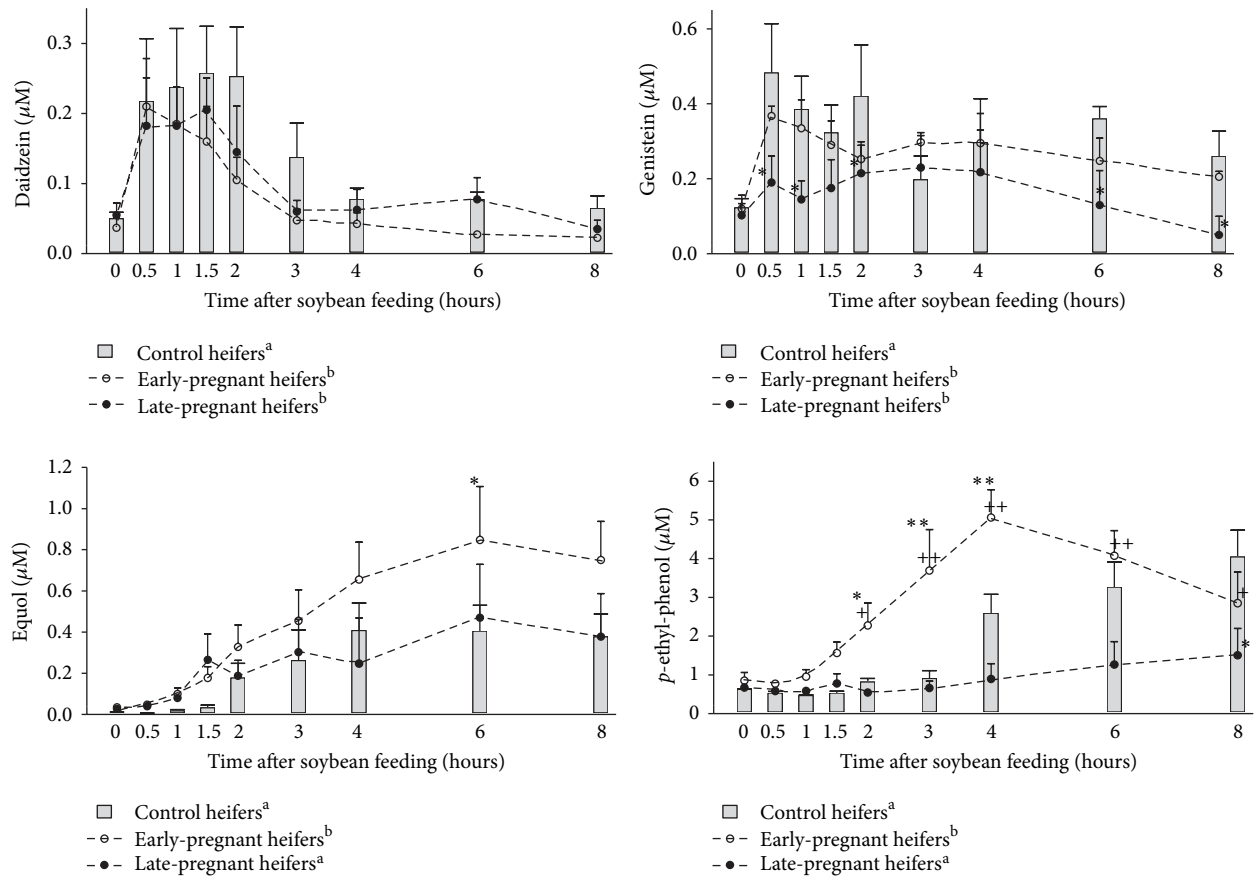 Daidzein (μM)
0.3
0.2
0.1
0.0
0 0.5 1 1.5 2 3 4 6 8
Time after soybean feeding (hours)
Control heifersᵃ
Early-pregnant heifersᵇ
Late-pregnant heifersᵇ
Genistein (μM)
0.6
0.4
0.2
0.0
* * * * *
0 0.5 1 1.5 2 3 4 6 8
Time after soybean feeding (hours)
Control heifersᵃ
Early-pregnant heifersᵇ
Late-pregnant heifersᵇ
Equol (μM)
1.2
1.0
0.8
0.6
0.4
0.2
0.0
*
0 0.5 1 1.5 2 3 4 6 8
Time after soybean feeding (hours)
Control heifersᵃ
Early-pregnant heifersᵇ
Late-pregnant heifersᵃ
p-ethyl-phenol (μM)
6
5
4
3
2
1
0
**
++
**
++
++
*
+
+
*
0 0.5 1 1.5 2 3 4 6 8
Time after soybean feeding (hours)
Control heifersᵃ
Early-pregnant heifersᵇ
Late-pregnant heifersᵃ